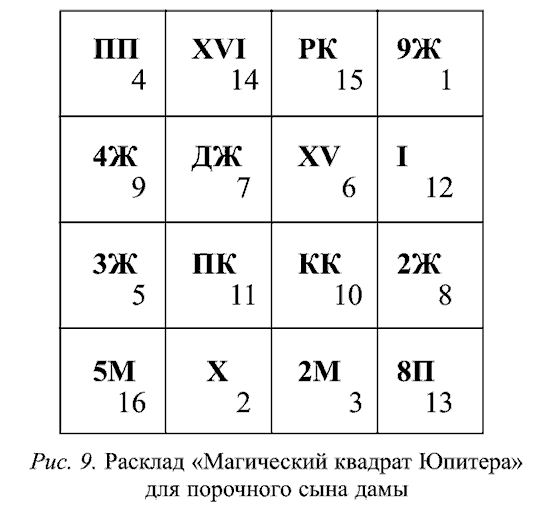 ПП XVI РК 9Ж
4 14 15 1
4Ж ДЖ XV I
9 7 6 12
3Ж ПК КК 2Ж
5 11 10 8
5М X 2М 8П
16 2 3 13
Рис. 9. Расклад «Магический квадрат Юпитера»
для порочного сына дамы